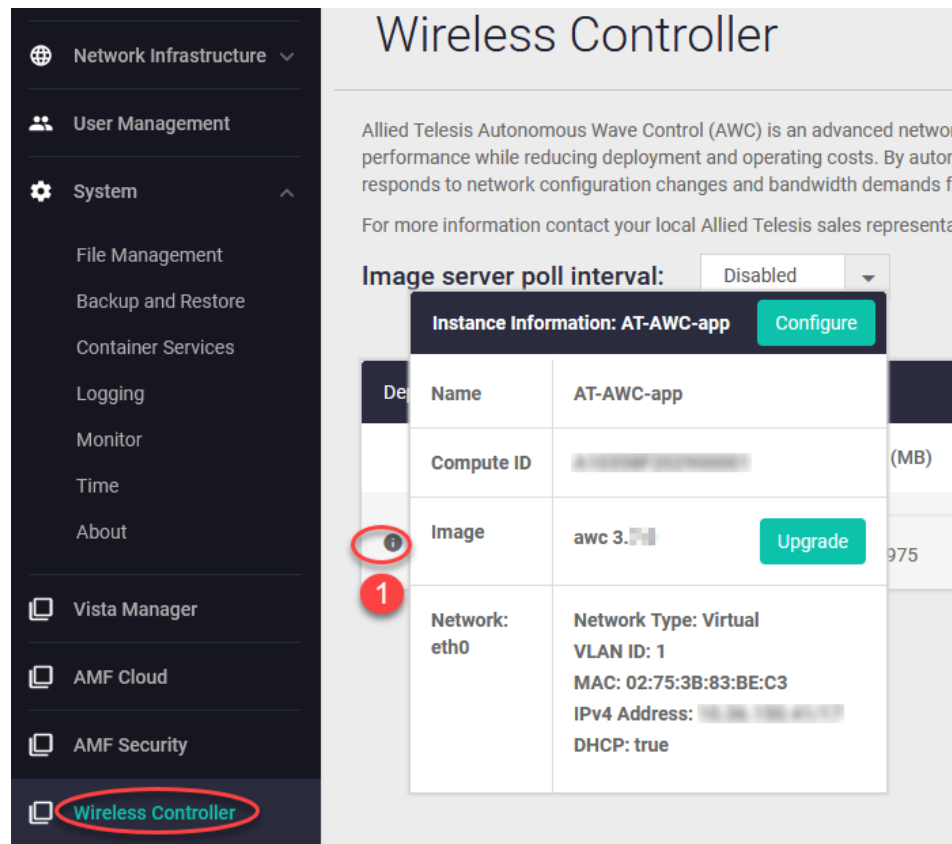 Network Infrastructure
User Management
System
File Management
Backup and Restore
Container Services
Logging
Monitor
Time
About
Vista Manager
AMF Cloud
AMF Security
Wireless Controller
Wireless Controller
Allied Telesis Autonomous Wave Control (AWC) is an advanced
performance while reducing deployment and operating costs. By
responds to network configuration changes and bandwidth demands
For more information contact your local Allied Telesis sales
Image server poll interval: Disabled
Instance Information: AT-AWC-app Configure
Name AT-AWC-app
Compute ID
(MB)
Image awc 3. Upgrade
975
1
Network: eth0
Network Type: Virtual
VLAN ID: 1
MAC: 02:75:3B:83:BE:C3
IPv4 Address:
DHCP: true